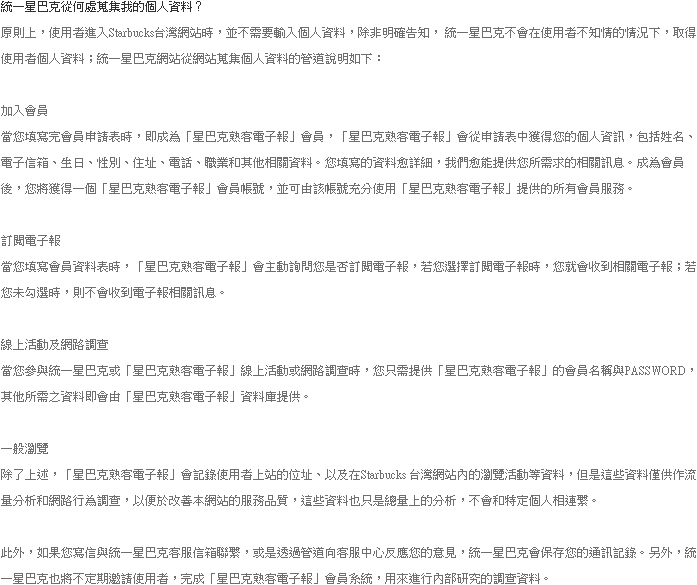 統一星巴克從何處蒐集我的個人資料？
原則上，使用者進入Starbucks台灣網站時，並不需要輸入個人資料，除非明確告知， 統一星巴克不會在使用者不知情的情況下，取得
使用者個人資料；統一星巴克網站從網站蒐集個人資料的管道說明如下：
加入會員
當您填寫完會員申請表時，即成為「星巴克熟客電子報」會員，「星巴克熟客電子報」會從申請表中獲得您的個人資訊，包括姓名、
電子信箱、生日、性別、住址、電話、職業和其他相關資料。您填寫的資料愈詳細，我們愈能提供您所需求的相關訊息。成為會員
後，您將獲得一個「星巴克熟客電子報」會員帳號，並可由該帳號充分使用「星巴克熟客電子報」提供的所有會員服務。
訂閱電子報
當您填寫會員資料表時，「星巴克熟客電子報」會主動詢問您是否訂閱電子報，若您選擇訂閱電子報時，您就會收到相關電子報；若
您未勾選時，則不會收到電子報相關訊息。
線上活動及網路調查
當您參與統一星巴克或「星巴克熟客電子報」線上活動或網路調查時，您只需提供「星巴克熟客電子報」的會員名稱與PASSWORD，
其他所需之資料即會由「星巴克熟客電子報」資料庫提供。
一般瀏覽
除了上述，「星巴克熟客電子報」會記錄使用者上站的位址、以及在Starbucks 台灣網站內的瀏覽活動等資料，但是這些資料僅供作流
量分析和網路行為調查，以便於改善本網站的服務品質，這些資料也只是總量上的分析，不會和特定個人相連繫。
此外，如果您寫信與統一星巴克客服信箱聯繫，或是透過管道向客服中心反應您的意見，統一星巴克會保存您的通訊記錄。另外，統
一星巴克也將不定期邀請使用者，完成「星巴克熟客電子報」會員系統，用來進行內部研究的調查資料。